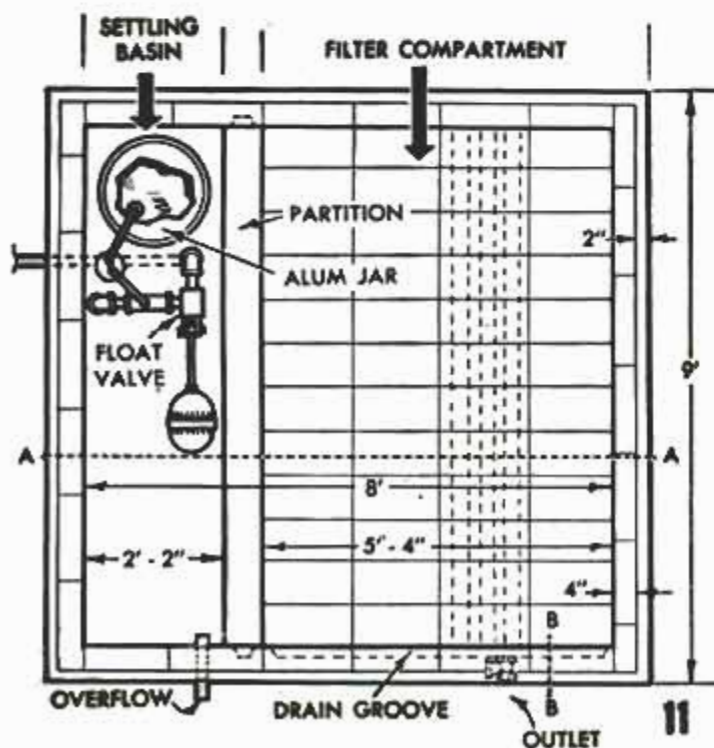 SETTLING
BASIN
FILTER COMPARTMENT
PARTITION
2"
ALUM JAR
FLOAT
VALVE
9'
A
A
8'
2' - 2"
5' - 4"
4"
B
B
OVERFLOW
DRAIN GROOVE
OUTLET
11